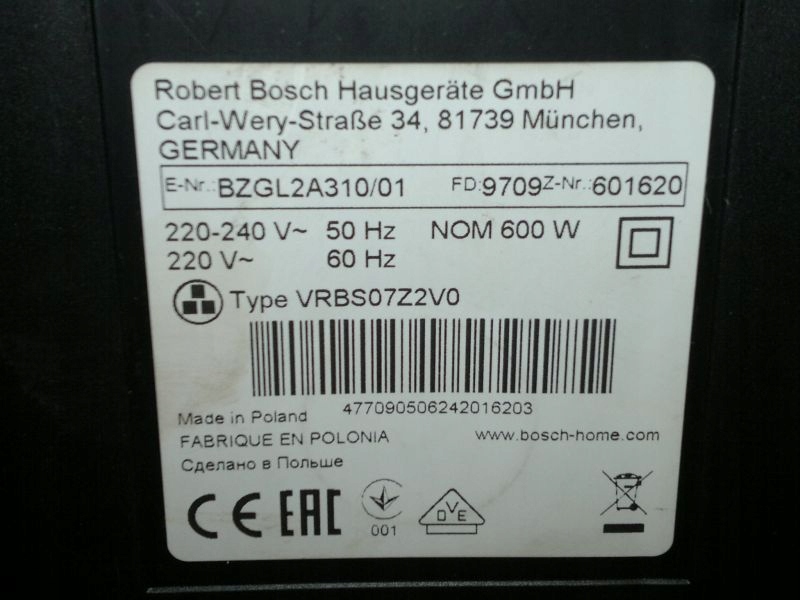 Robert Bosch Hausgeräte GmbH
Carl-Wery-Straße 34, 81739 München,
GERMANY
E-Nr.: BZGL2A310/01 FD: 9709 Z-Nr.: 601620
220-240 V~ 50 Hz NOM 600 W
220 V~ 60 Hz
Type VRBS07Z2V0
477090506242016203
Made in Poland
FABRIQUE EN POLONIA www.bosch-home.com
Сделано в Польше
CE EAC 001 DVE